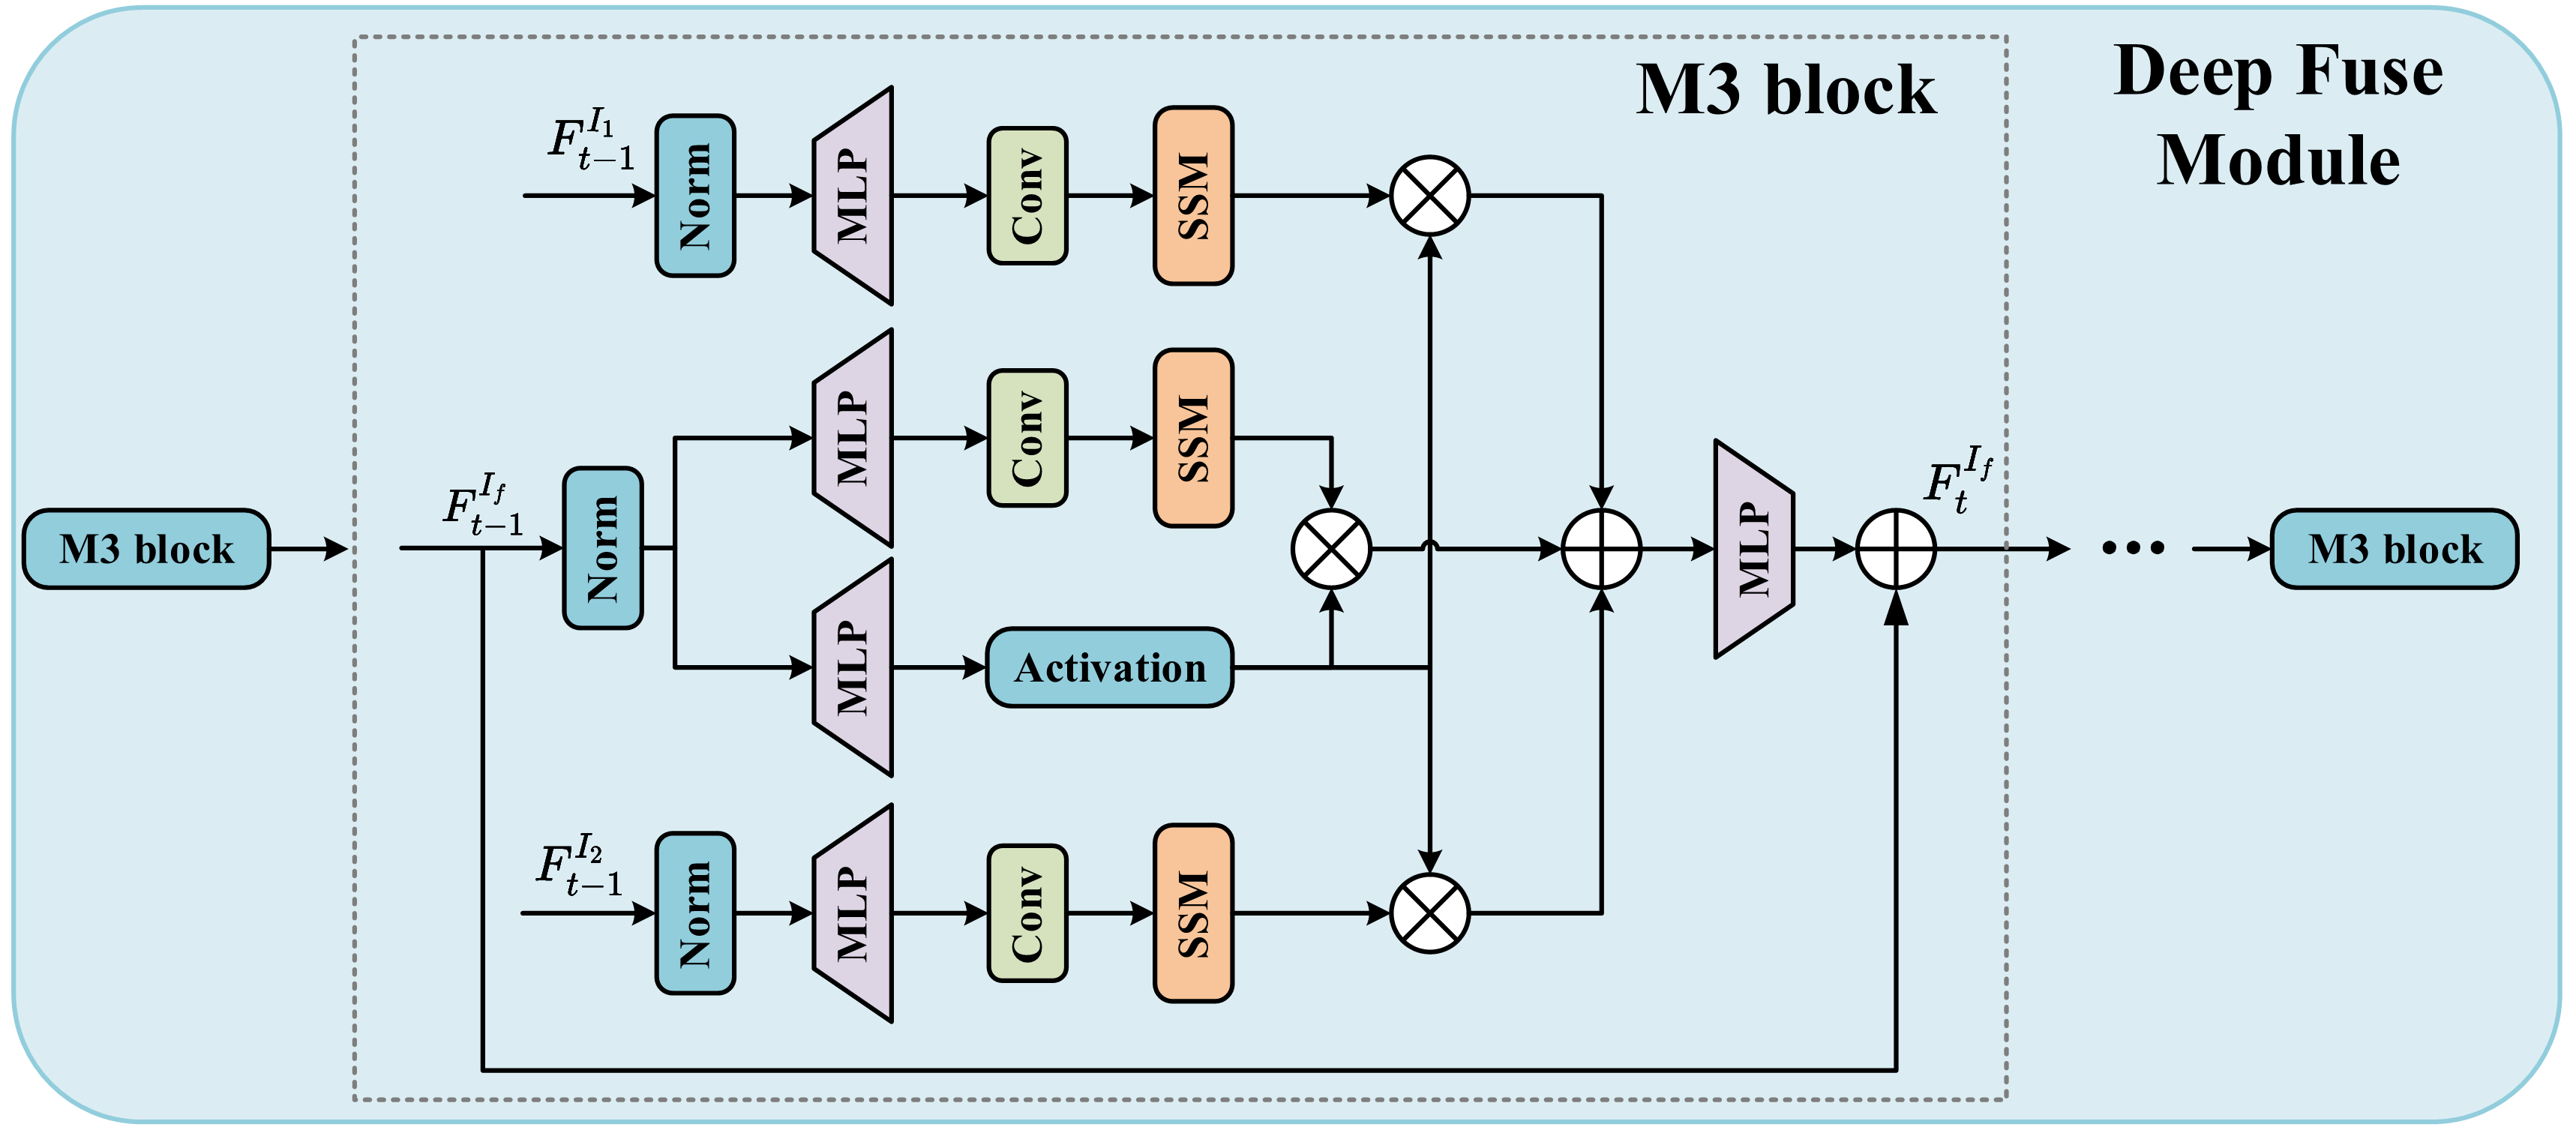 Deep Fuse
Module
M3 block
F_{t-1}^{I_1}
Norm
MLP
Conv
SSM
MLP
Conv
SSM
M3 block
F_{t-1}^{I_f}
Norm
MLP
Activation
MLP
F_t^{I_f}
•••
M3 block
F_{t-1}^{I_2}
Norm
MLP
Conv
SSM